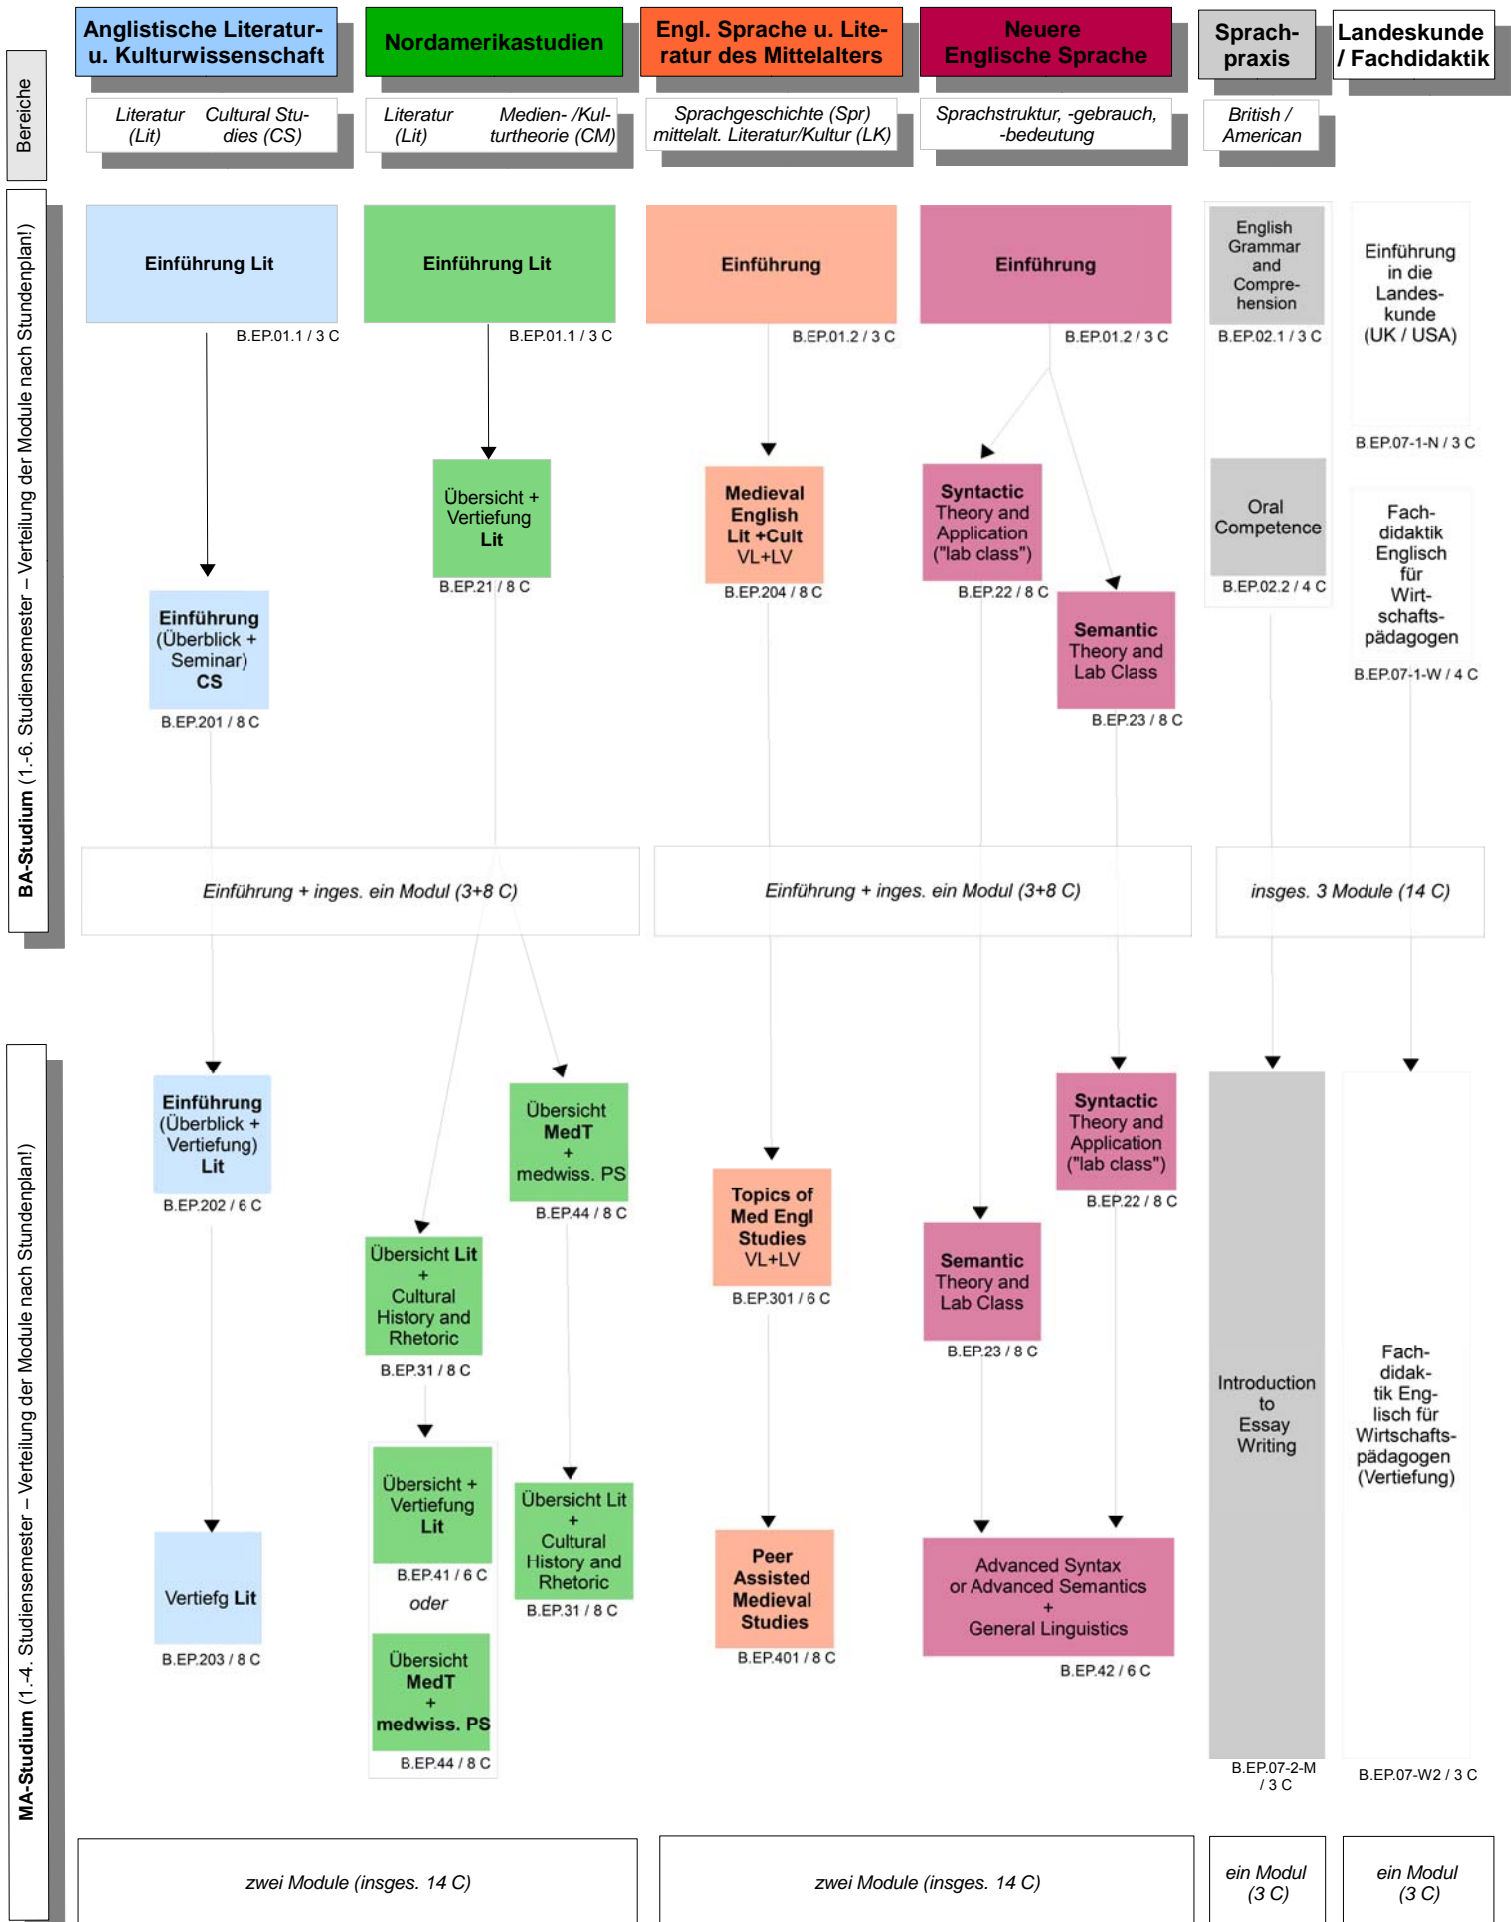 Anglistische Literatur-
u. Kulturwissenschaft
Nordamerikastudien
Engl. Sprache u. Lite-
ratur des Mittelalters
Neuere
Englische Sprache
Sprach-
praxis
Landeskunde
/ Fachdidaktik
Bereiche
Literatur
(Lit)
Cultural Stu-
dies (CS)
Literatur
(Lit)
Medien- /Kul-
turtheorie (CM)
Sprachgeschichte (Spr)
mittelalt. Literatur/Kultur (LK)
Sprachstruktur, -gebrauch,
-bedeutung
British /
American
BA-Studium (1.-6. Studiensemester – Verteilung der Module nach Stundenplan!)
Einführung Lit
B.EP.01.1 / 3 C
Einführung Lit
B.EP.01.1 / 3 C
Einführung
B.EP.01.2 / 3 C
Einführung
B.EP.01.2 / 3 C
English
Grammar
and
Compre-
hension
B.EP.02.1 / 3 C
Einführung
in die
Landes-
kunde
(UK / USA)
B.EP.07-1-N / 3 C
Übersicht +
Vertiefung
Lit
B.EP.21 / 8 C
Medieval
English
Lit +Cult
VL+LV
B.EP.204 / 8 C
Syntactic
Theory and
Application
("lab class")
B.EP.22 / 8 C
Oral
Competence
B.EP.02.2 / 4 C
Fach-
didaktik
Englisch
für
Wirt-
schafts-
pädagogen
B.EP.07-1-W / 4 C
Einführung
(Überblick +
Seminar)
CS
B.EP.201 / 8 C
Semantic
Theory and
Lab Class
B.EP.23 / 8 C
Einführung + inges. ein Modul (3+8 C)
Einführung + inges. ein Modul (3+8 C)
insges. 3 Module (14 C)
MA-Studium (1.-4. Studiensemester – Verteilung der Module nach Stundenplan!)
Einführung
(Überblick +
Vertiefung)
Lit
B.EP.202 / 6 C
Übersicht
MedT
+
medwiss. PS
B.EP.44 / 8 C
Übersicht Lit
+
Cultural
History and
Rhetoric
B.EP.31 / 8 C
Topics of
Med Engl
Studies
VL+LV
B.EP.301 / 6 C
Syntactic
Theory and
Application
("lab class")
B.EP.22 / 8 C
Semantic
Theory and
Lab Class
B.EP.23 / 8 C
Introduction
to
Essay
Writing
B.EP.07-2-M
/ 3 C
Fach-
didak-
tik Eng-
lisch für
Wirtschafts-
pädagogen
(Vertiefung)
B.EP.07-W2 / 3 C
Vertiefg Lit
B.EP.203 / 8 C
Übersicht +
Vertiefung
Lit
B.EP.41 / 6 C
oder
Übersicht
MedT
+
medwiss. PS
B.EP.44 / 8 C
Übersicht Lit
+
Cultural
History and
Rhetoric
B.EP.31 / 8 C
Peer
Assisted
Medieval
Studies
B.EP.401 / 8 C
Advanced Syntax
or Advanced Semantics
+
General Linguistics
B.EP.42 / 6 C
zwei Module (insges. 14 C)
zwei Module (insges. 14 C)
ein Modul
(3 C)
ein Modul
(3 C)